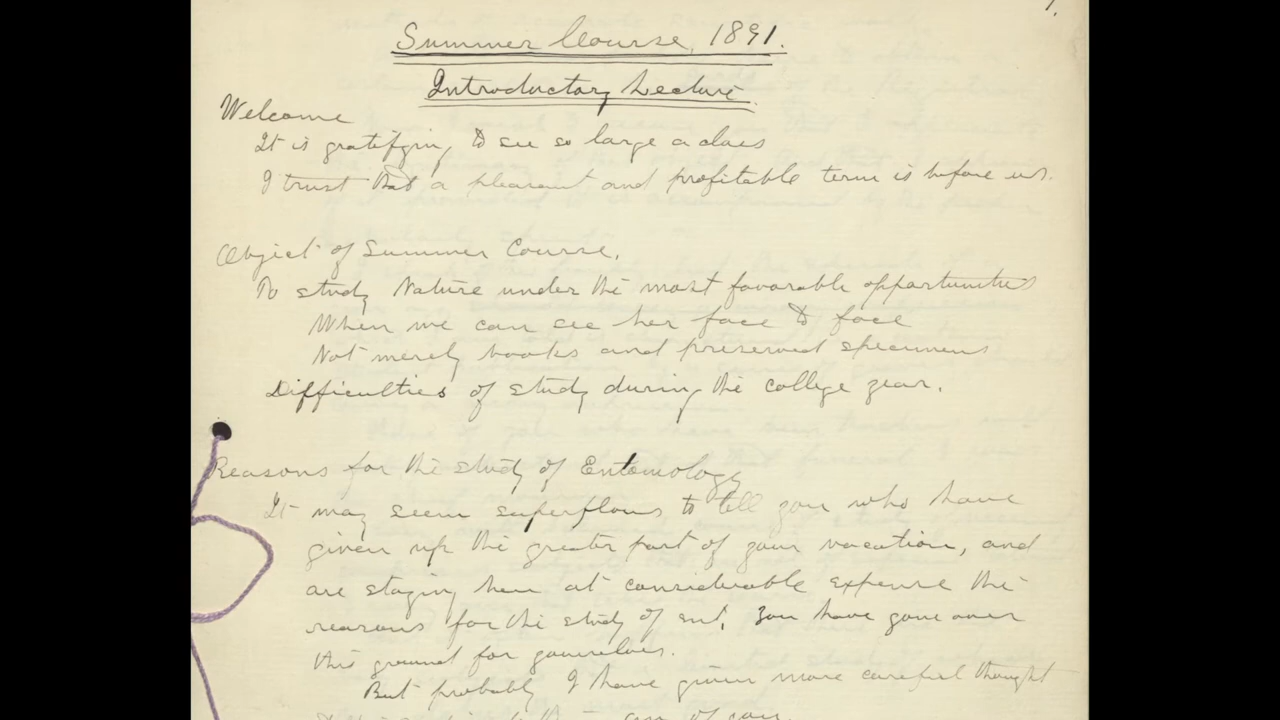 1.
Summer Course, 1891.
Introductory Lecture.
Welcome
It is gratifying to see so large a class
I trust that a pleasant and profitable term is before us.
Object of Summer Course.
To study Nature under the most favorable opportunities
When we can see her face to face
Not merely books and preserved specimens
Difficulties of study during the college year.
Reasons for the study of Entomology
It may seem superflous to tell you who have
given up the greater part of your vacation, and
are staying here at considerable expense the
reasons for the study of ent. You have gone over
this ground for yourselves.
But probably I have given more careful thought
of you.